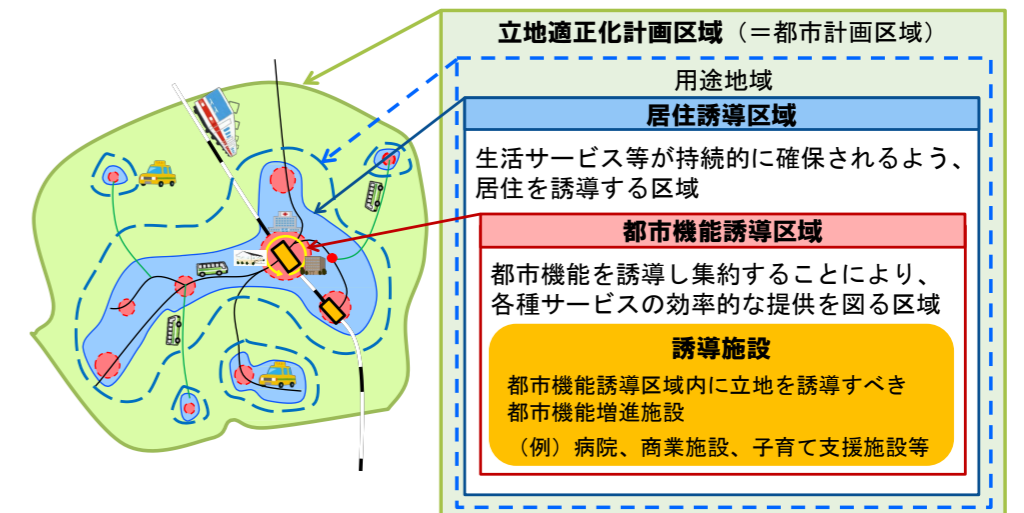 立地適正化計画区域（＝都市計画区域）
用途地域
居住誘導区域
生活サービス等が持続的に確保されるよう、
居住を誘導する区域
都市機能誘導区域
都市機能を誘導し集約することにより、
各種サービスの効率的な提供を図る区域
誘導施設
都市機能誘導区域内に立地を誘導すべき
都市機能増進施設
（例）病院、商業施設、子育て支援施設等